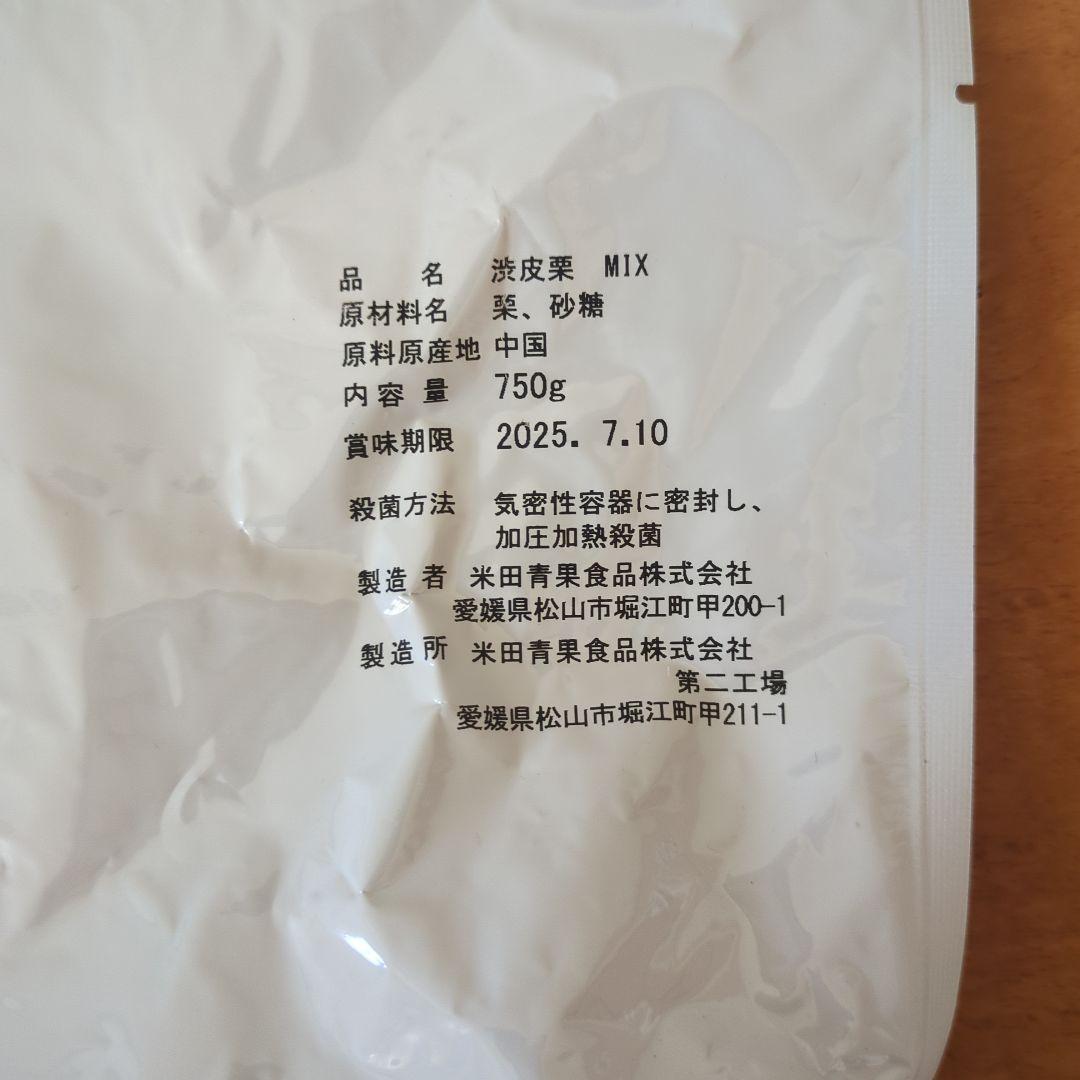 品名 渋皮栗 MIX
原材料名 栗、砂糖
原料原産地 中国
内容量 750g
賞味期限 2025. 7.10
殺菌方法 気密性容器に密封し、
加圧加熱殺菌
製造者 米田青果食品株式会社
愛媛県松山市堀江町甲200-1
製造所 米田青果食品株式会社
第二工場
愛媛県松山市堀江町甲211-1